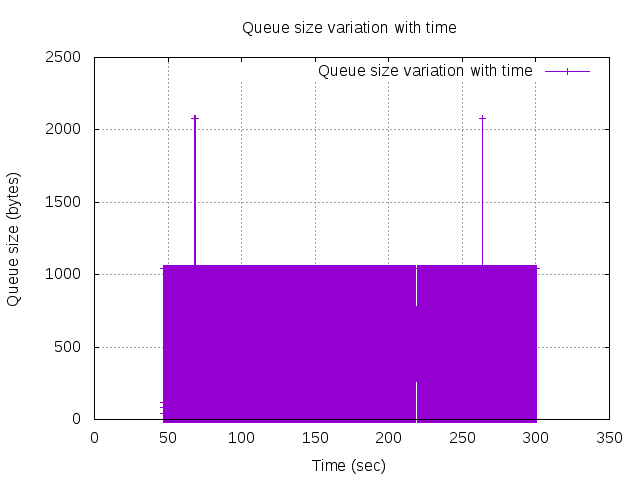 Queue size variation with time
2500
Queue size variation with time
2000
1500
1000
500
0
Queue size (bytes)
0 50 100 150 200 250 300 350
Time (sec)